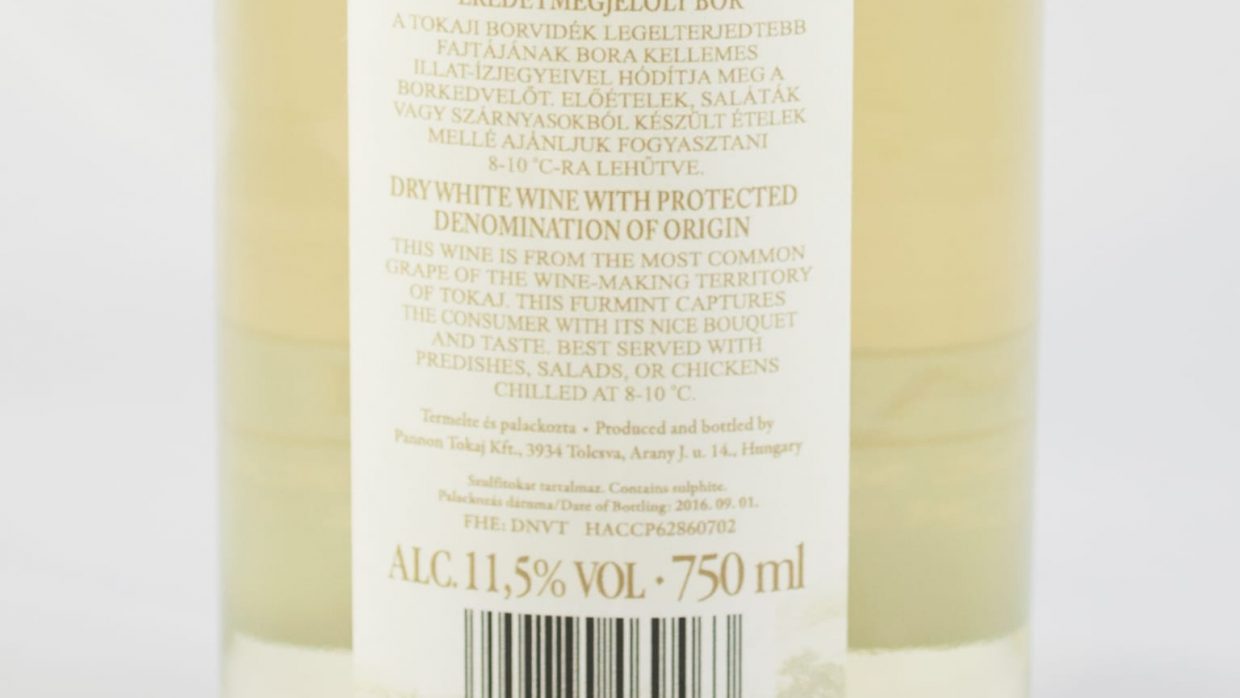 EREDETMEGJELÖLT BOR
A TOKAJI BORVIDÉK LEGELTERJEDTEBB
FAJTÁJÁNAK BORA KELLEMES
ILLAT-ÍZJEGYEIVEL HÓDÍTJA MEG A
BORKEDVELŐT. ELŐÉTELEK, SALÁTÁK
VAGY SZÁRNYASOKBÓL KÉSZÜLT ÉTELEK
MELLÉ AJÁNLJUK FOGYASZTANI
8-10 °C-RA LEHŰTVE.
DRY WHITE WINE WITH PROTECTED
DENOMINATION OF ORIGIN
THIS WINE IS FROM THE MOST COMMON
GRAPE OF THE WINE-MAKING TERRITORY
OF TOKAJ. THIS FURMINT CAPTURES
THE CONSUMER WITH ITS NICE BOUQUET
AND TASTE. BEST SERVED WITH
PREDISHES, SALADS, OR CHICKENS
CHILLED AT 8-10 °C.
Termelte és palackozta • Produced and bottled by
Pannon Tokaj Kft., 3934 Tolcsva, Arany J. u. 14., Hungary
Szulfitokat tartalmaz. Contains sulphite.
Palackozás dátuma/Date of Bottling: 2016. 09. 01.
FHE: DNVT HACCP62860702
ALC. 11,5% VOL • 750 ml